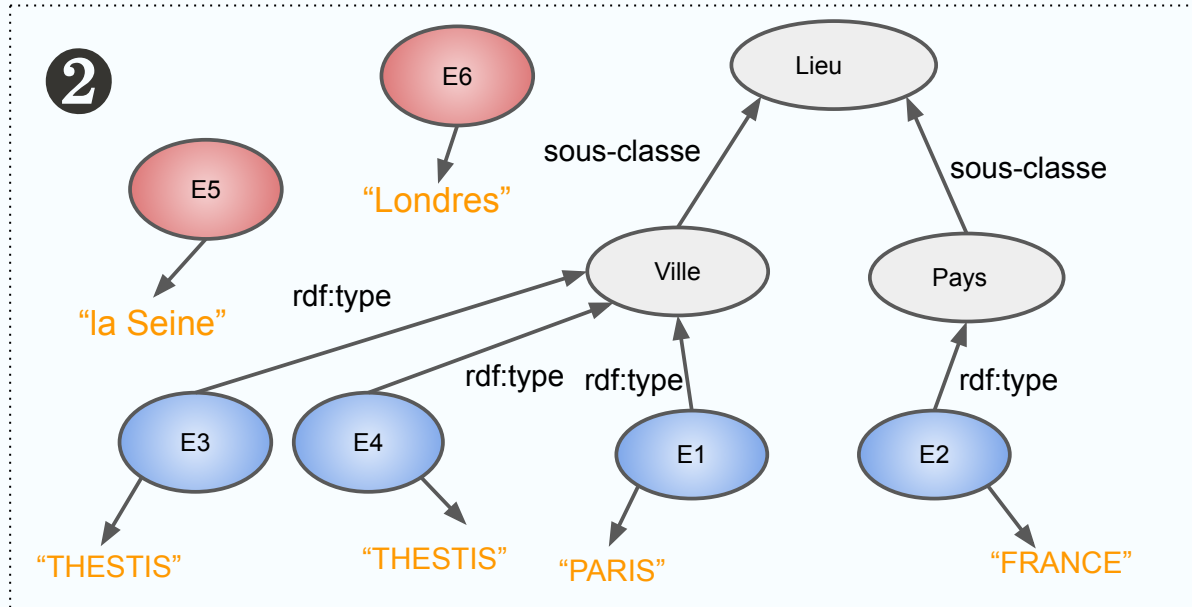 2
E6
Lieu
sous-classe
sous-classe
E5
“Londres”
Ville
Pays
rdf:type
“la Seine”
rdf:type
rdf:type
rdf:type
E3
E4
E1
E2
“THESTIS”
“THESTIS”
“PARIS”
“FRANCE”